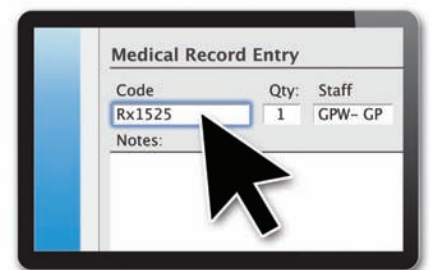 Medical Record Entry
Code Qty: Staff
Rx1525 1 GPW- GP
Notes: